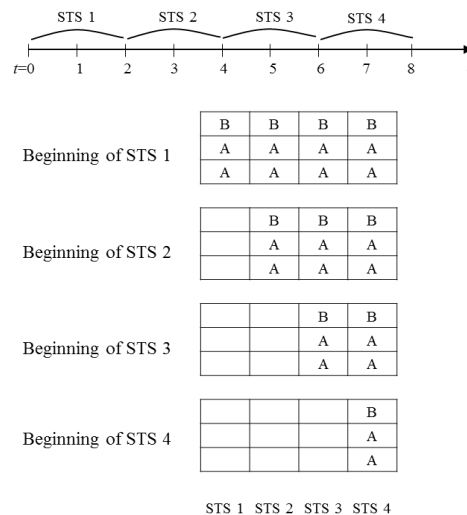 STS 1 STS 2 STS 3 STS 4
t=0 1 2 3 4 5 6 7 8
B B B B
Beginning of STS 1 A A A A
A A A A
B B B
Beginning of STS 2 A A A
A A A
B B
Beginning of STS 3 A A
A A
B
Beginning of STS 4 A
A
STS 1 STS 2 STS 3 STS 4